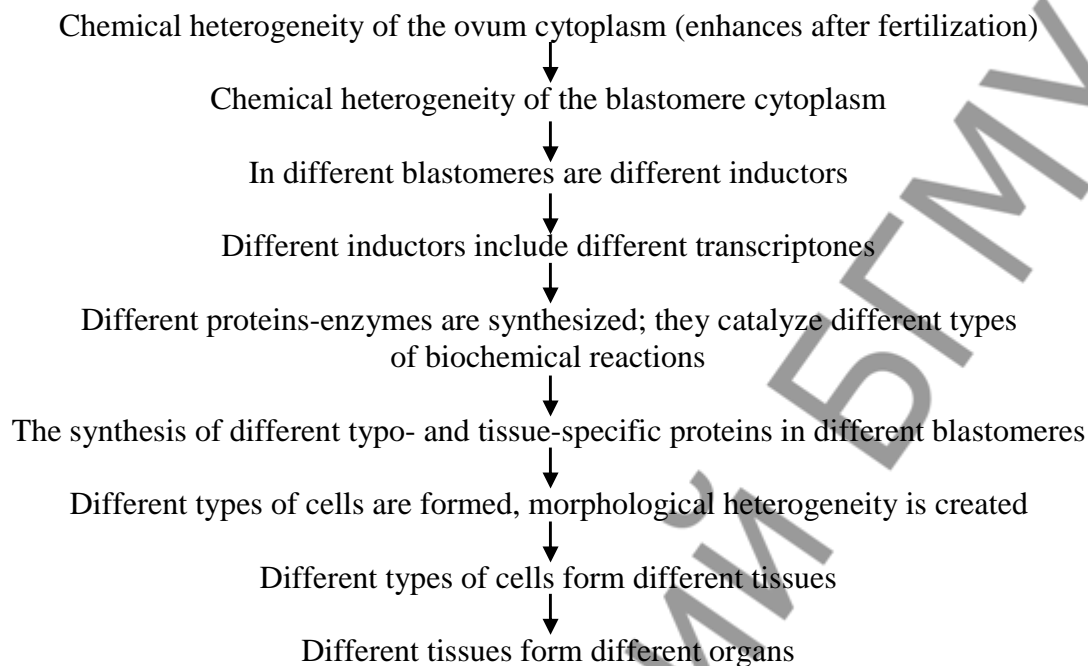 Chemical heterogeneity of the ovum cytoplasm (enhances after fertilization)
Chemical heterogeneity of the blastomere cytoplasm
In different blastomeres are different inductors
Different inductors include different transcriptones
Different proteins-enzymes are synthesized; they catalyze different types
of biochemical reactions
The synthesis of different typo- and tissue-specific proteins in different blastomeres
Different types of cells are formed, morphological heterogeneity is created
Different types of cells form different tissues
Different tissues form different organs
БГМУ